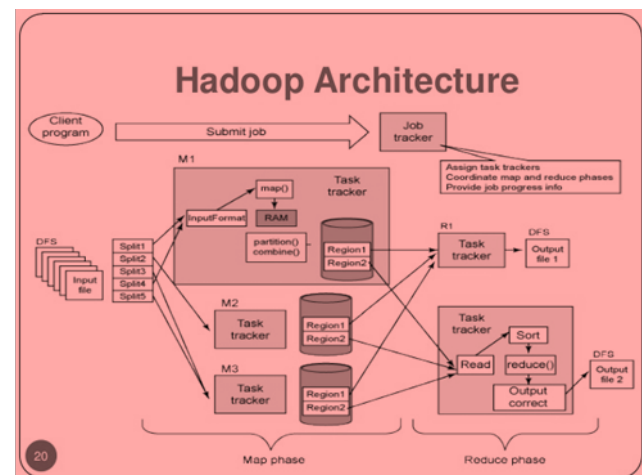 Hadoop Architecture
Client
program
Submit job
Job
tracker
Assign task trackers
Coordinate map and reduce phases
Provide job progress info
M1
Task
tracker
map()
InputFormat
RAM
partition()
combine()
Region1
Region2
DFS
Input
file
Split1
Split2
Split3
Split4
Split5
M2
Task
tracker
Region1
Region2
M3
Task
tracker
Region1
Region2
R1
Task
tracker
DFS
Output
file 1
Task
tracker
Sort
Read
reduce()
Output
correct
DFS
Output
file 2
Map phase
Reduce phase
20